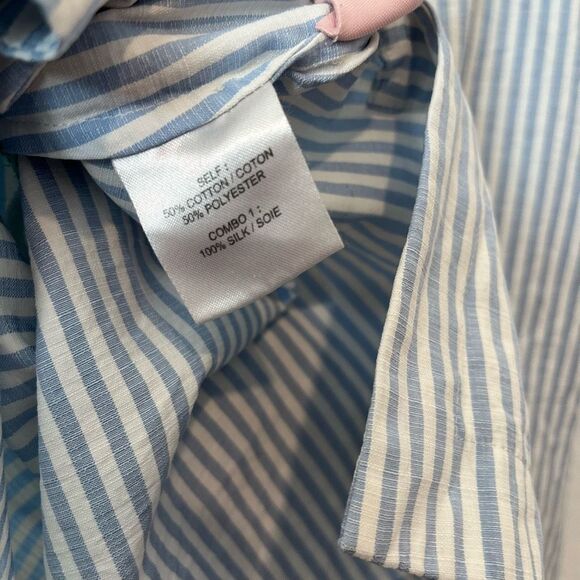 SELF :
50% COTTON / COTON
50% POLYESTER
COMBO 1 :
100% SILK / SOIE